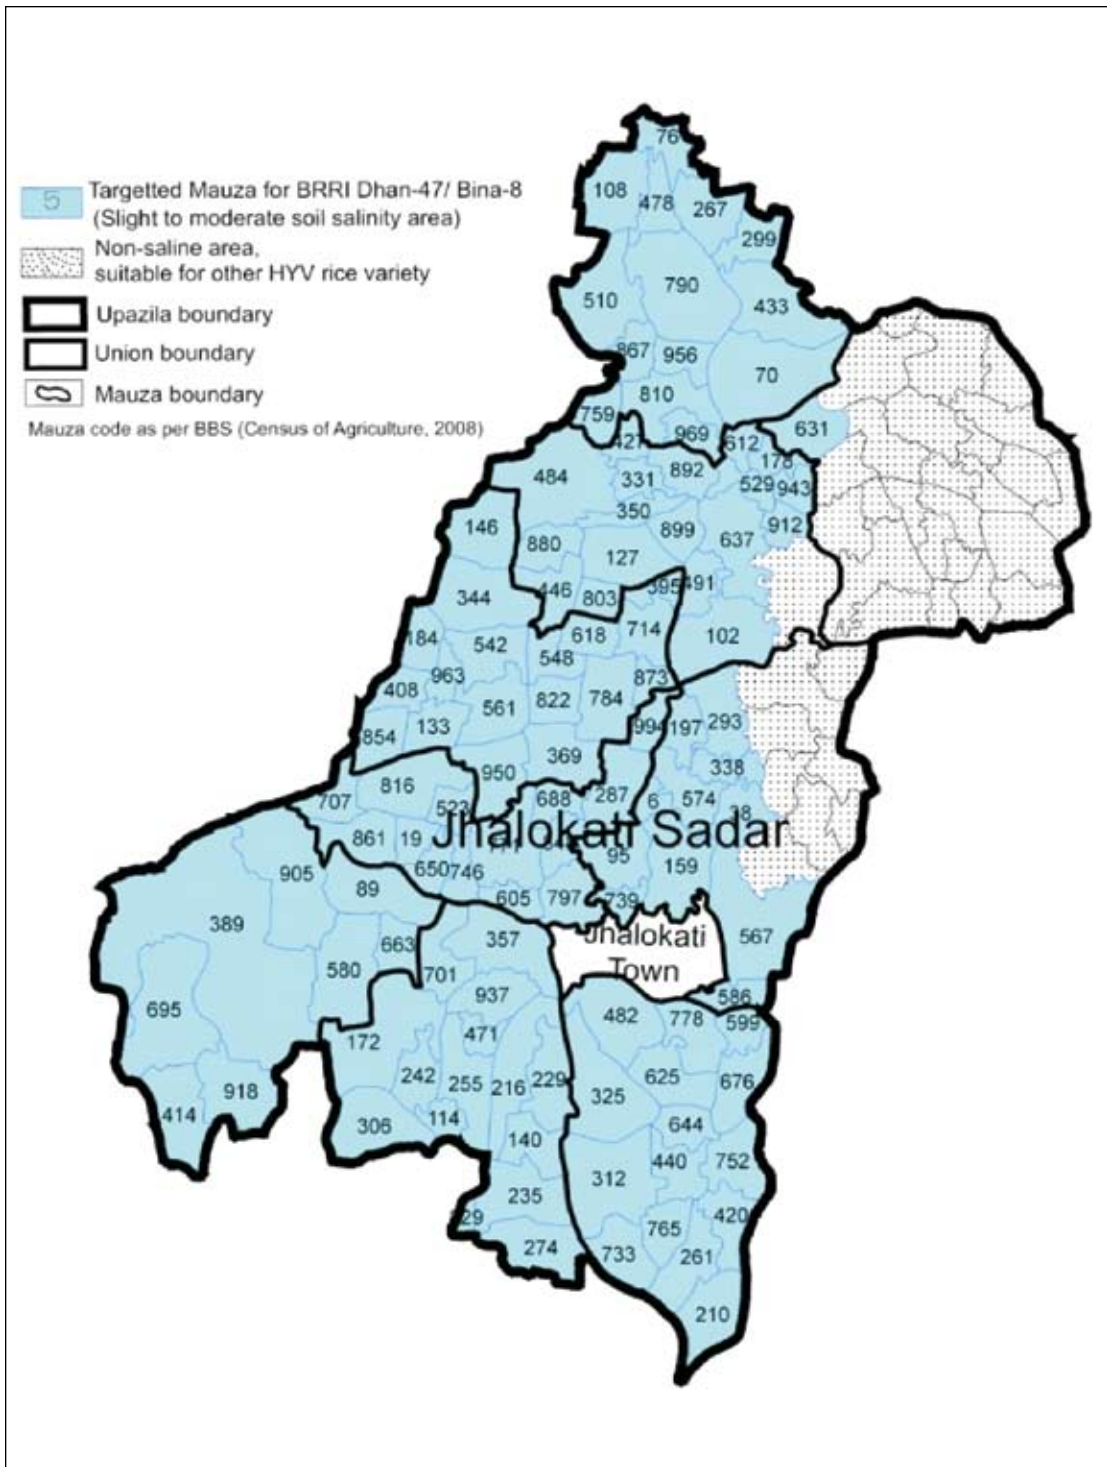 76
5 Targetted Mauza for BRRI Dhan-47/ Bina-8
(Slight to moderate soil salinity area)
Non-saline area,
suitable for other HYV rice variety
Upazila boundary
Union boundary
Mauza boundary
Mauza code as per BBS (Census of Agriculture, 2008)
108 478 267
299
510 790 433
867 956 70
810
759 969 631
421 612
484 331 892 178
529 943
350
146 880 899 637 912
127
446 803 395 491
344
184 542 618 714 102
548
963 873
408 561 822 784
854 133 994 197 293
369
950 338
707 816 688 287 6 574 38
523
Jhalokati Sadar
861 19 95 159
905 89 650 746
605 797 739
389 663 357 Jhalokati 567
580 701 Town
937 586
695 172 471 482 778 599
242 255 216 229 625 676
918 325
414 306 114 140 644
312 440 752
235
765 420
274 733 261
210